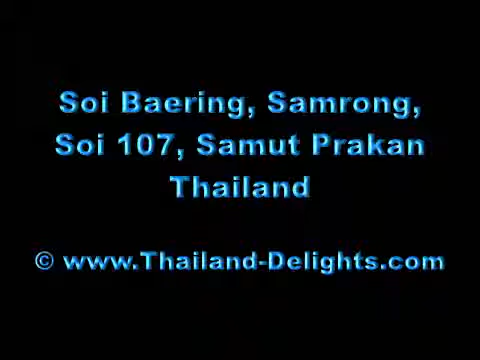 Soi Baering, Samrong,
Soi 107, Samut Prakan
Thailand
© www.Thailand-Delights.com